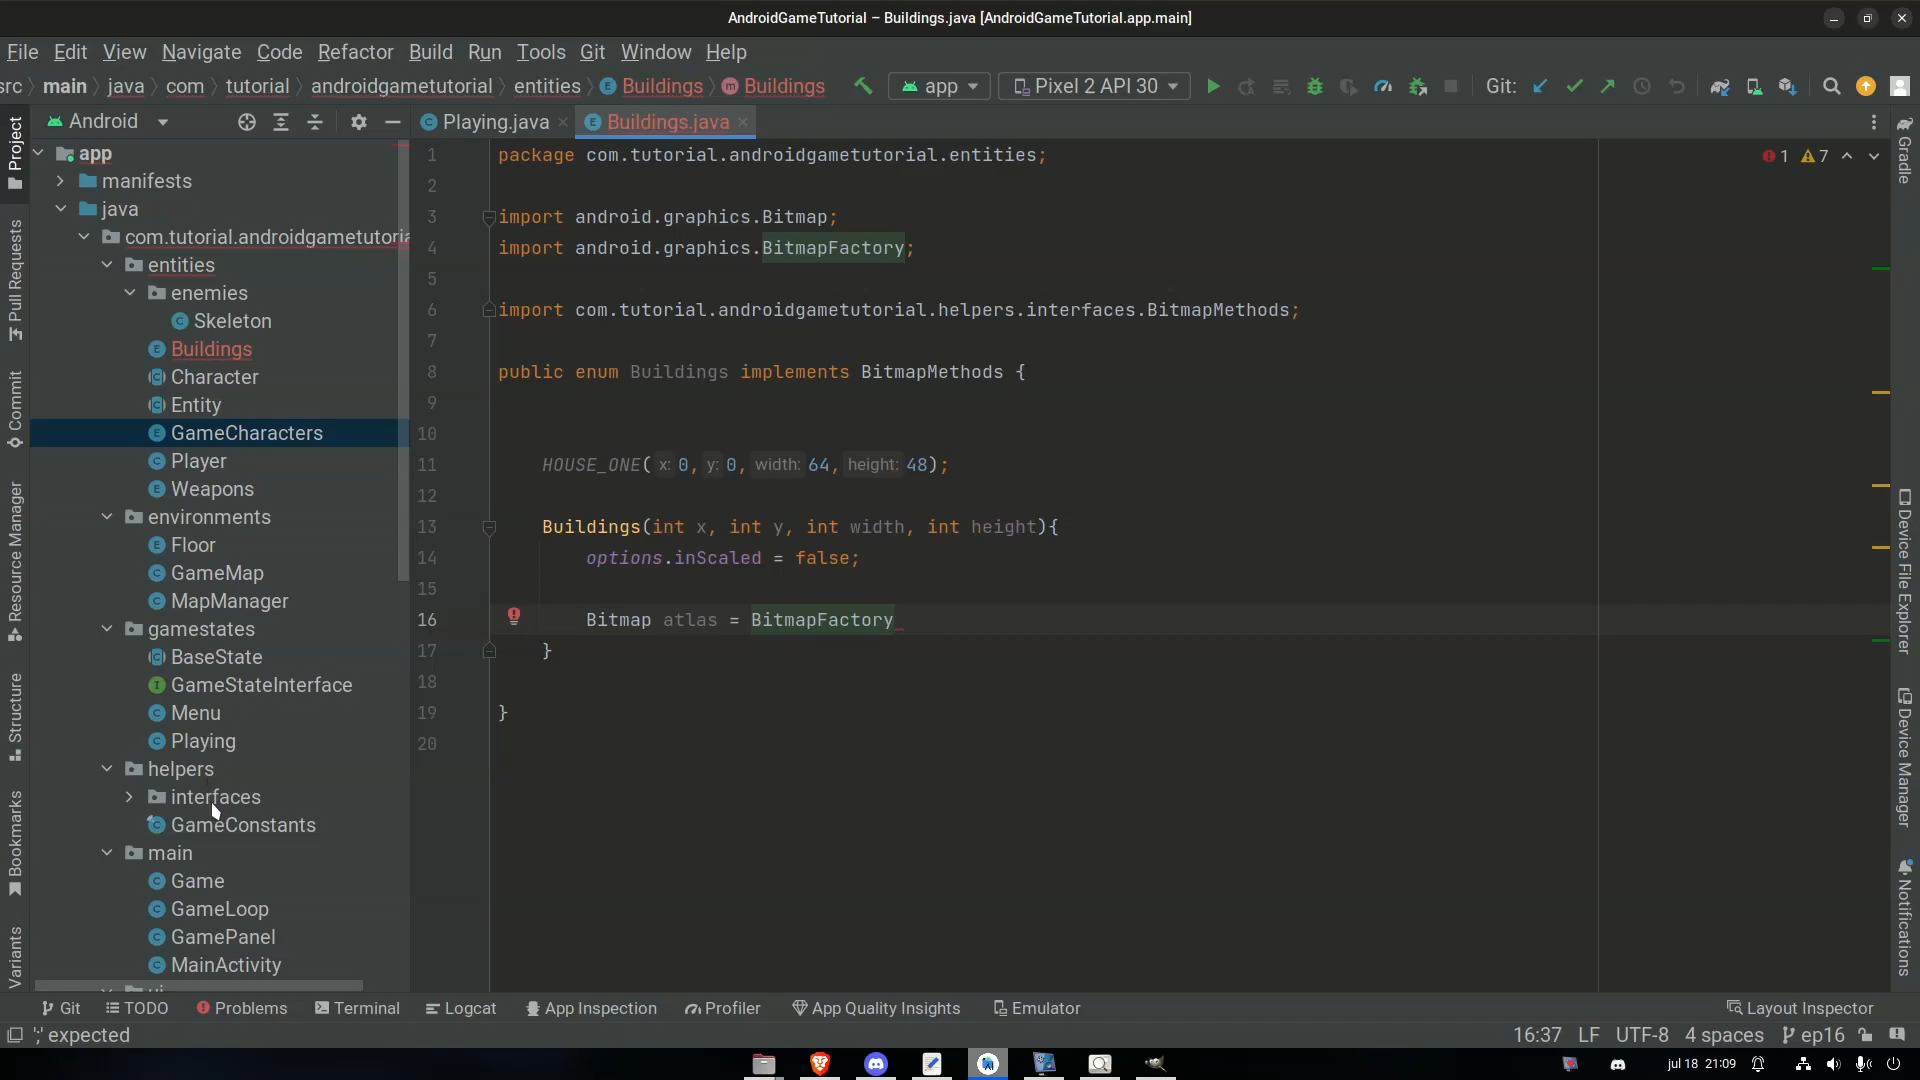 AndroidGameTutorial – Buildings.java [AndroidGameTutorial.app.main]
File Edit View Navigate Code Refactor Build Run Tools Git Window Help
src main java com tutorial androidgametutorial entities Buildings Buildings app Pixel 2 API 30 Git:
Android Playing.java Buildings.java
Project
Pull Requests
Commit
Resource Manager
Structure
Bookmarks
Variants
app
manifests
java
com.tutorial.androidgametutoria
entities
enemies
Skeleton
Buildings
Character
Entity
GameCharacters
Player
Weapons
environments
Floor
GameMap
MapManager
gamestates
BaseState
GameStateInterface
Menu
Playing
helpers
interfaces
GameConstants
main
Game
GameLoop
GamePanel
MainActivity
ui
1 package com.tutorial.androidgametutorial.entities;
2
3 import android.graphics.Bitmap;
4 import android.graphics.BitmapFactory;
5
6 import com.tutorial.androidgametutorial.helpers.interfaces.BitmapMethods;
7
8 public enum Buildings implements BitmapMethods {
9
10
11 HOUSE_ONE( x: 0, y: 0, width: 64, height: 48);
12
13 Buildings(int x, int y, int width, int height){
14 options.inScaled = false;
15
16 Bitmap atlas = BitmapFactory
17 }
18
19 }
20
1 7
Gradle
Device File Explorer
Device Manager
Notifications
Git TODO Problems Terminal Logcat App Inspection Profiler App Quality Insights Emulator Layout Inspector
';' expected 16:37 LF UTF-8 4 spaces ep16
jul 18 21:09